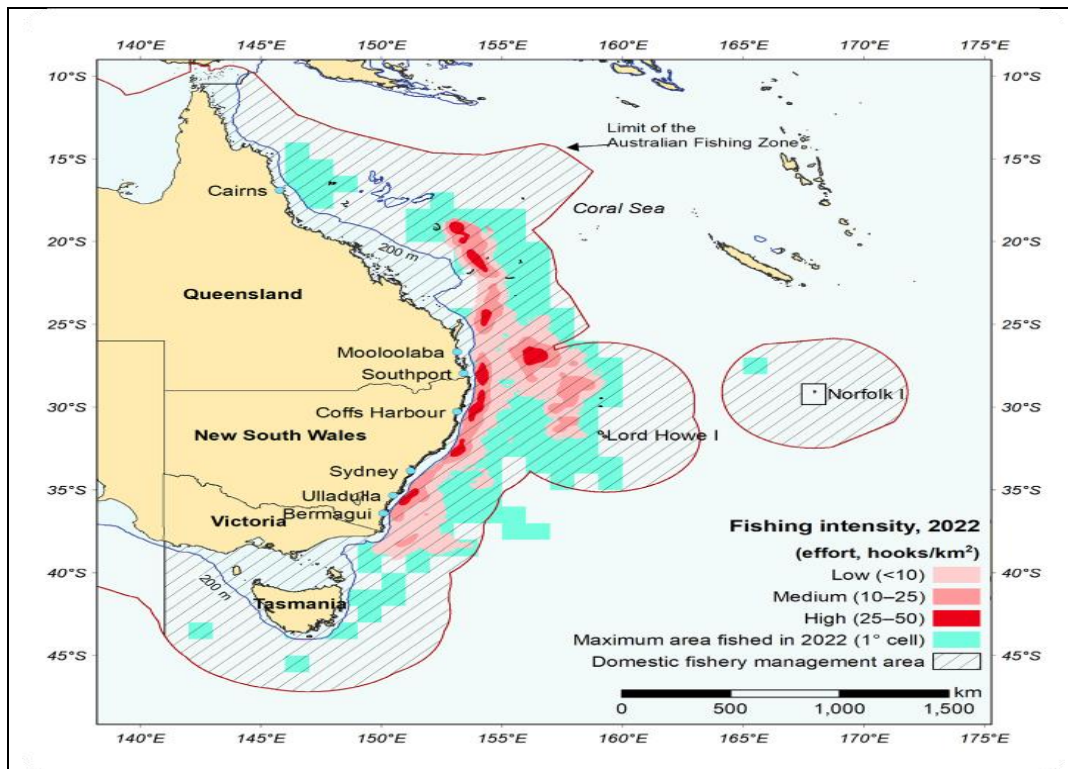 140°E 145°E 150°E 155°E 160°E 165°E 170°E 175°E
10°S 10°S
Limit of the
Australian Fishing Zone
15°S 15°S
Cairns
Coral Sea
20°S 20°S
200 m
Queensland
25°S 25°S
Mooloolaba
Southport
Norfolk I
30°S 30°S
Coffs Harbour
New South Wales
Lord Howe I
Sydney
35°S 35°S
Ulladulla
Bermagui
Victoria
Fishing intensity, 2022
(effort, hooks/km²)
Low (<10)
40°S 40°S
200 m
Tasmania
Medium (10–25)
High (25–50)
Maximum area fished in 2022 (1° cell)
45°S 45°S
Domestic fishery management area
km
0 500 1,000 1,500
140°E 145°E 150°E 155°E 160°E 165°E 170°E 175°E